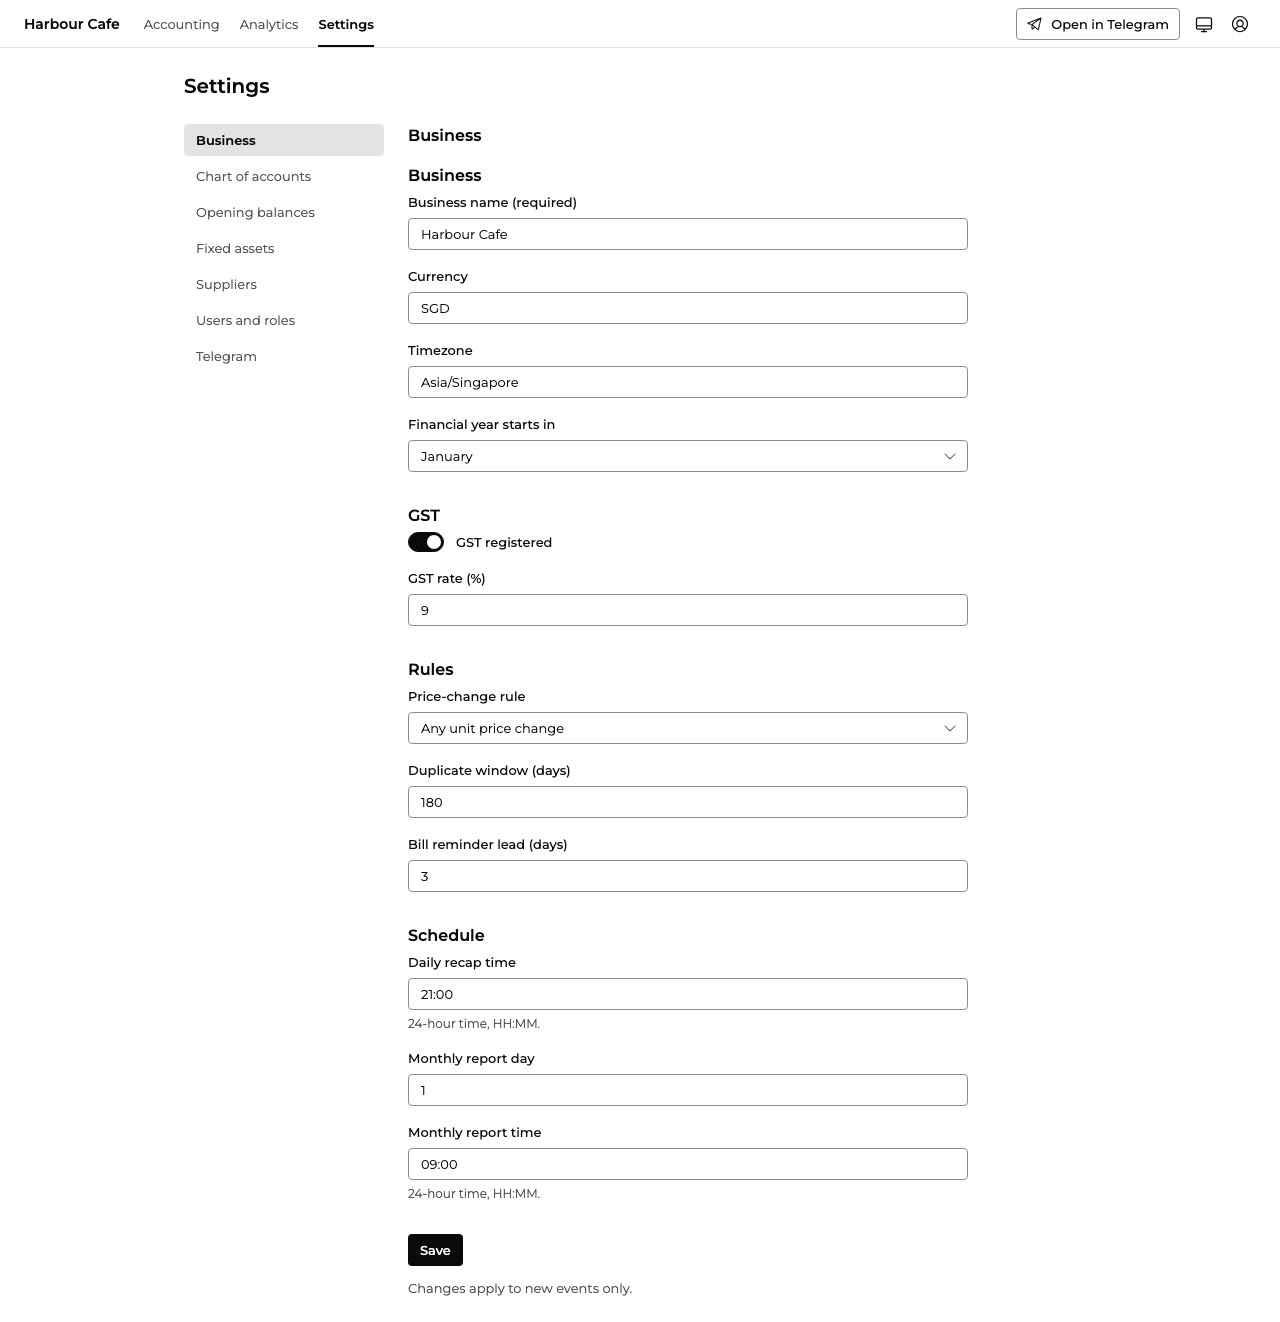 Harbour Cafe Accounting Analytics Settings Open in Telegram
Settings
Business
Chart of accounts
Opening balances
Fixed assets
Suppliers
Users and roles
Telegram
Business
Business
Business name (required)
Harbour Cafe
Currency
SGD
Timezone
Asia/Singapore
Financial year starts in
January
GST
GST registered
GST rate (%)
9
Rules
Price-change rule
Any unit price change
Duplicate window (days)
180
Bill reminder lead (days)
3
Schedule
Daily recap time
21:00
24-hour time, HH:MM.
Monthly report day
1
Monthly report time
09:00
24-hour time, HH:MM.
Save
Changes apply to new events only.